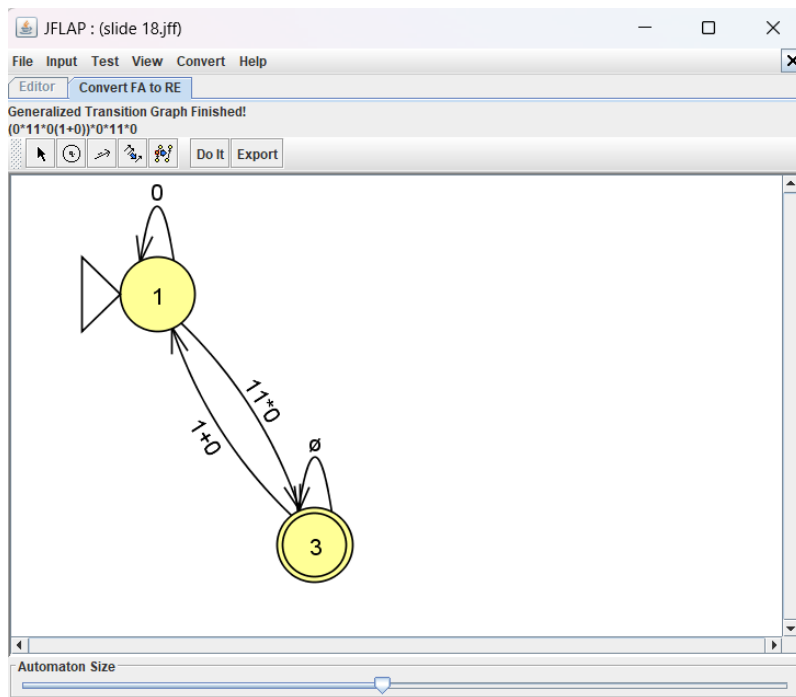 JFLAP : (slide 18.jff)
File Input Test View Convert Help
Editor Convert FA to RE
Generalized Transition Graph Finished!
(0*11*0(1+0))*0*11*0
Do It Export
0
1
11*0
1+0
ø
3
Automaton Size